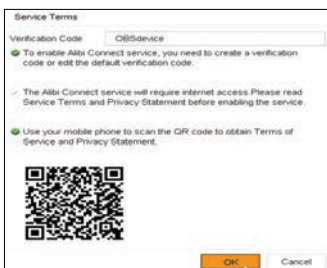 Service Terms
Verification Code OBSdevice
To enable Alibi Connect service, you need to create a verification
code or edit the default verification code.
The Alibi Connect service will require internet access.Please read
Service Terms and Privacy Statement before enabling the service.
Use your mobile phone to scan the QR code to obtain Terms of
Service and Privacy Statement.
OK Cancel